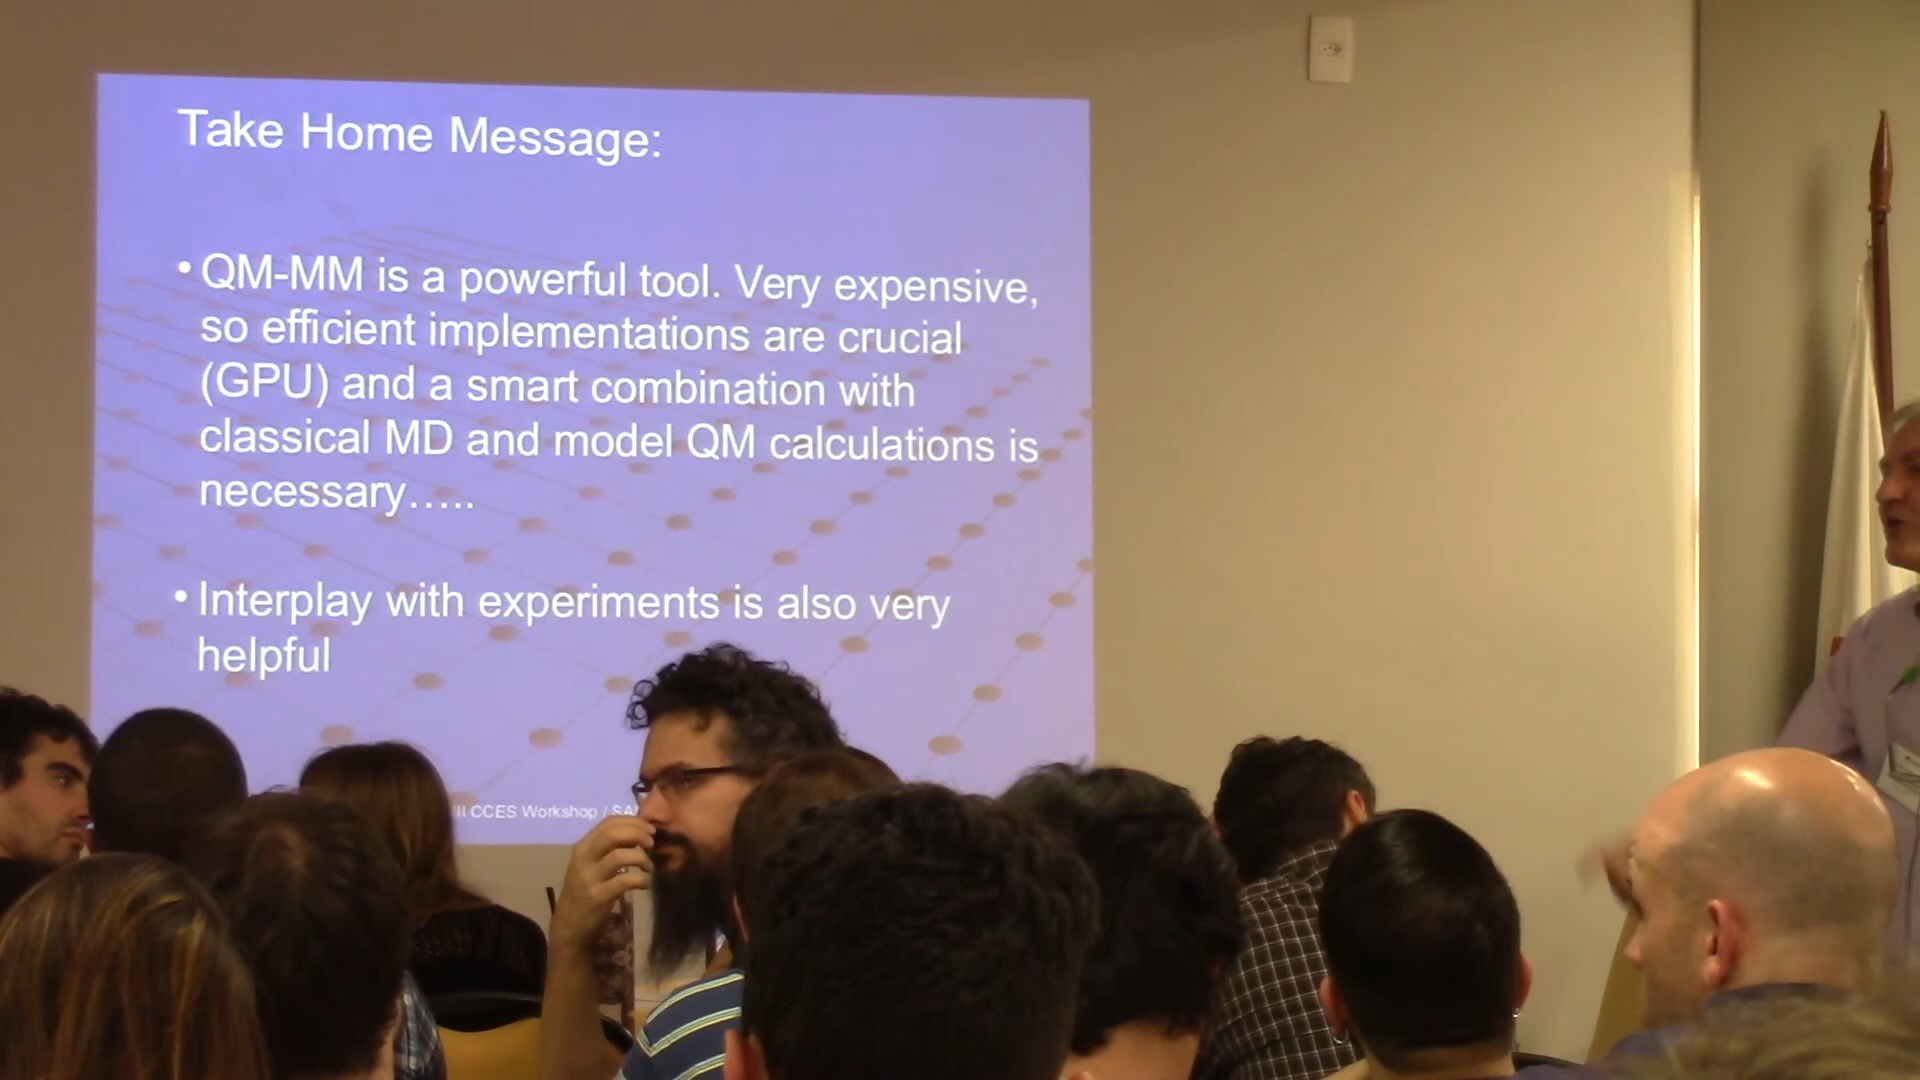 Take Home Message:
• QM-MM is a powerful tool. Very expensive,
so efficient implementations are crucial
(GPU) and a smart combination with
classical MD and model QM calculations is
necessary…..
• Interplay with experiments is also very
helpful
CCES Workshop /